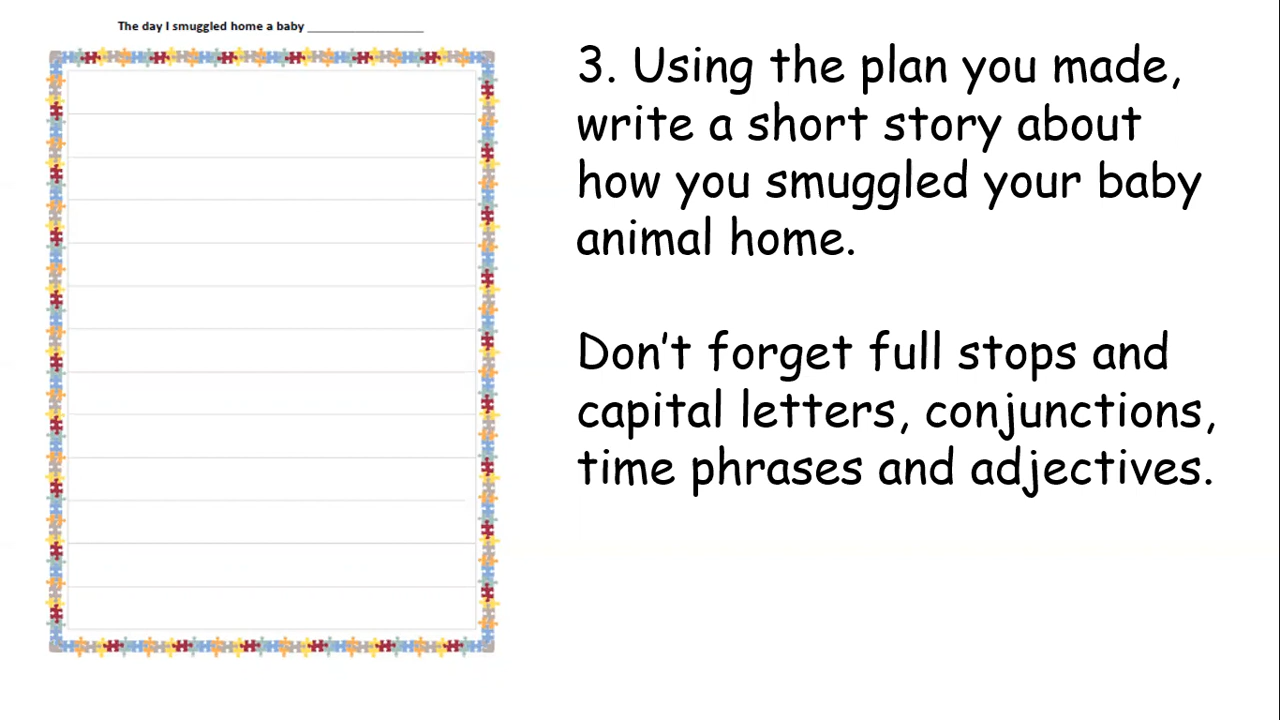 The day I smuggled home a baby _________________
3. Using the plan you made,
write a short story about
how you smuggled your baby
animal home.
Don't forget full stops and
capital letters, conjunctions,
time phrases and adjectives.